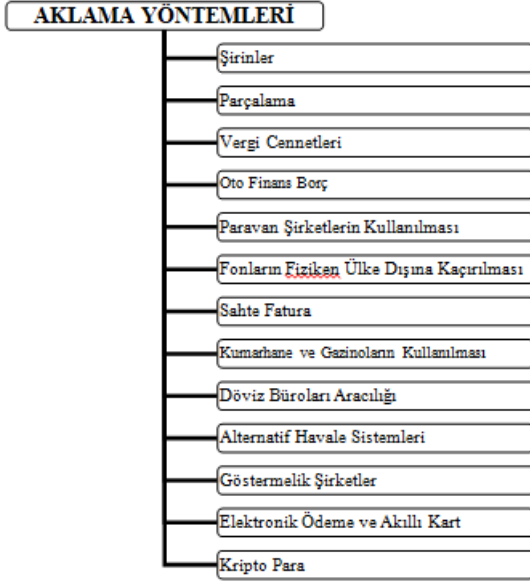 AKLAMA YÖNTEMLERİ
Şirinler
Parçalama
Vergi Cennetleri
Oto Finans Borç
Paravan Şirketlerin Kullanılması
Fonların Fiziken Ülke Dışına Kaçırılması
Sahte Fatura
Kumarhane ve Gazinoların Kullanılması
Döviz Büroları Aracılığı
Alternatif Havale Sistemleri
Göstermelik Şirketler
Elektronik Ödeme ve Akıllı Kart
Kripto Para